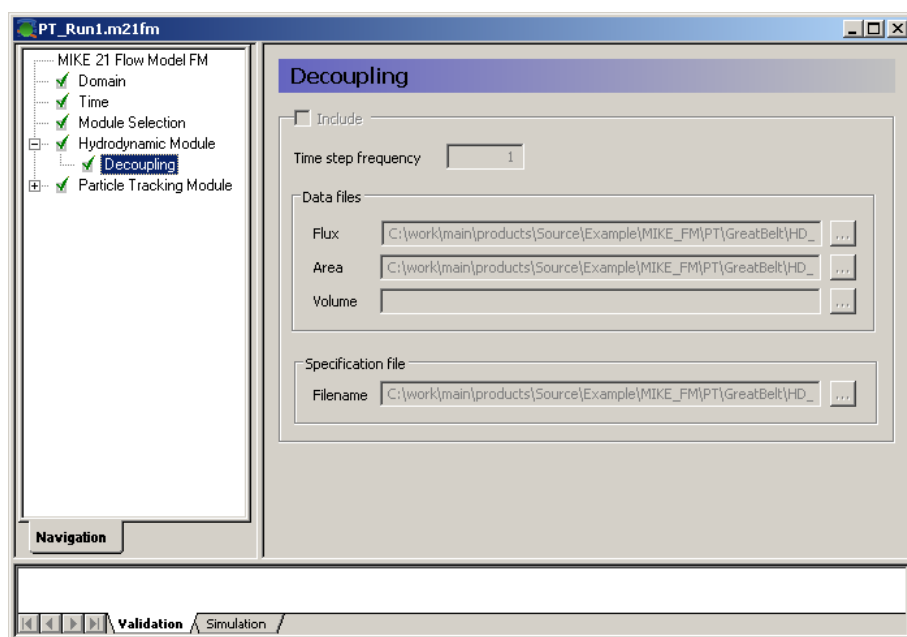 PT_Run1.m21fm
MIKE 21 Flow Model FM
Domain
Time
Module Selection
Hydrodynamic Module
Decoupling
Particle Tracking Module
Navigation
Decoupling
Include
Time step frequency 1
Data files
Flux C:\work\main\products\Source\Example\MIKE_FM\PT\GreatBelt\HD_ ...
Area C:\work\main\products\Source\Example\MIKE_FM\PT\GreatBelt\HD_ ...
Volume ...
Specification file
Filename C:\work\main\products\Source\Example\MIKE_FM\PT\GreatBelt\HD_ ...
Validation Simulation